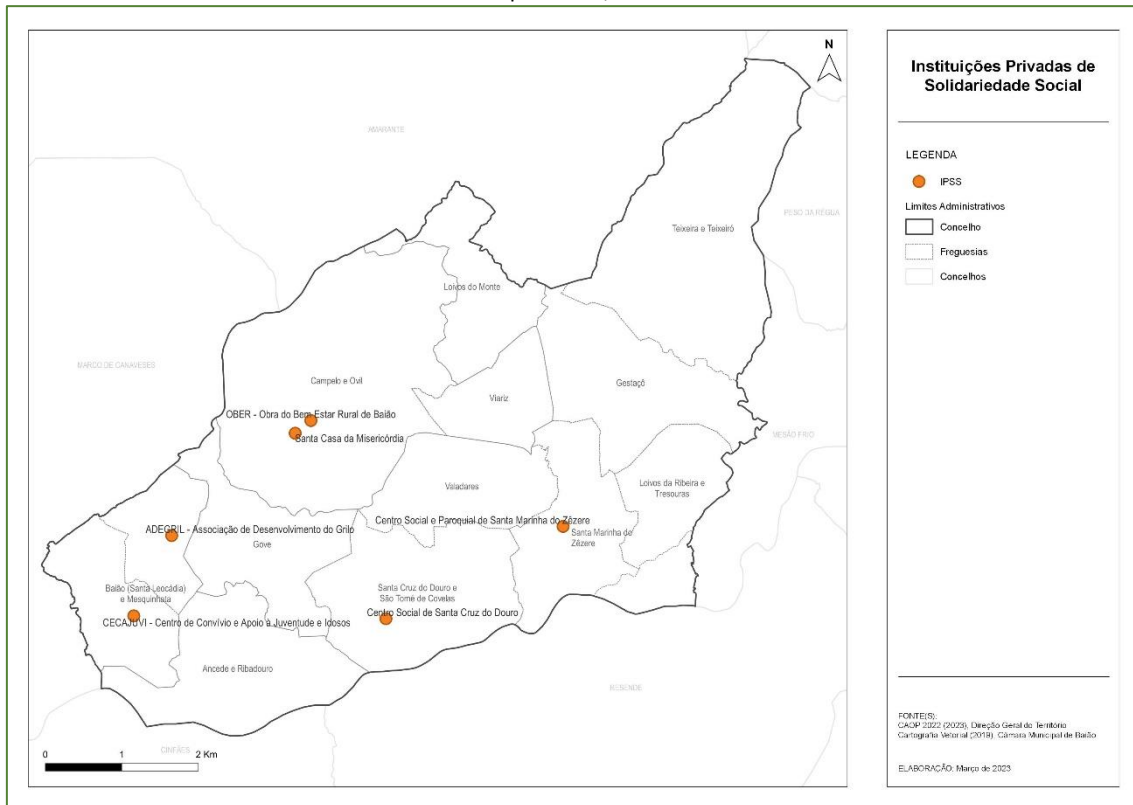 N
AMARANTE
PESO DA RÉGUA
Teixeira e Teixeiró
Loivos do Monte
MARCO DE CANAVESES
Campelo e Ovil
Gestaçô
Viariz
OBER - Obra do Bem Estar Rural de Baião
Santa Casa da Misericórdia
MESÃO FRIO
Valadares
Loivos da Ribeira e
Tresouras
Centro Social e Paroquial de Santa Marinha do Zêzere
ADEGRIL - Associação de Desenvolvimento do Grilo
Santa Marinha do
Zêzere
Gove
Baião (Santa Leocádia)
e Mesquinhata
Santa Cruz do Douro e
São Tomé de Covelas
Centro Social de Santa Cruz do Douro
CECAJUVI - Centro de Convívio e Apoio à Juventude e Idosos
Ancede e Ribadouro
RESENDE
CINFÃES
0 1 2 Km
Instituições Privadas de
Solidariedade Social
LEGENDA
IPSS
Limites Administrativos
Concelho
Freguesias
Concelhos
FONTE(S):
CAOP 2022 (2023), Direção Geral do Território
Cartografia Vetorial (2019), Câmara Municipal de Baião
ELABORAÇÃO: Março de 2023